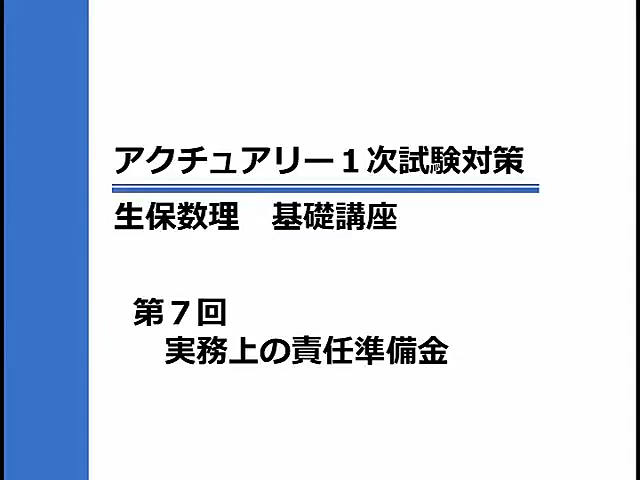 アクチュアリー１次試験対策
生保数理　基礎講座
第７回
実務上の責任準備金